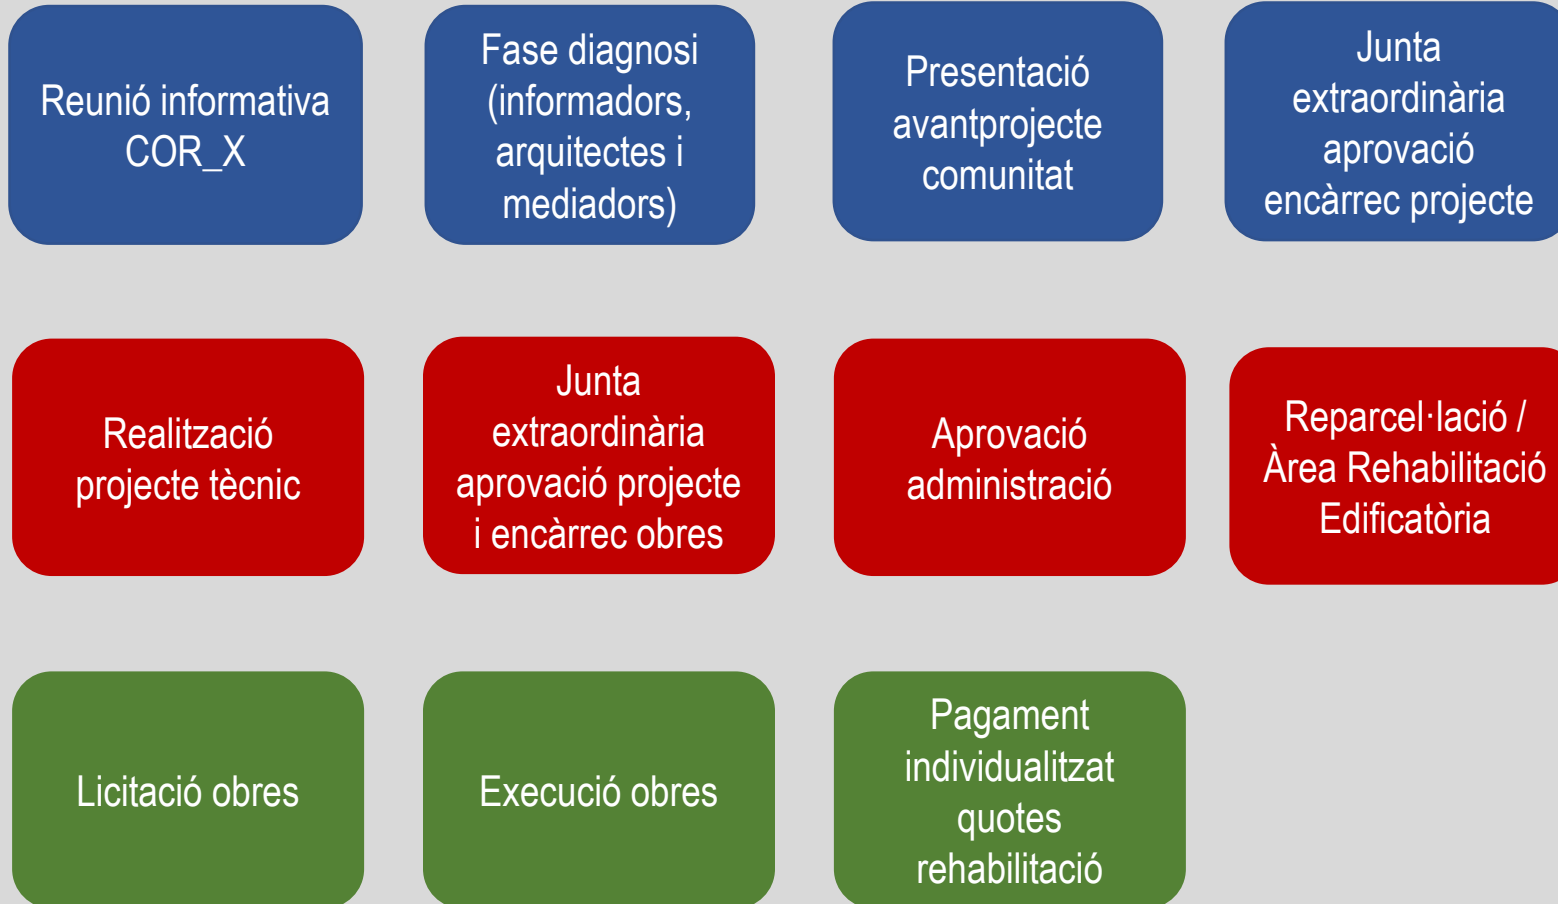 Reunió informativa
COR_X
Fase diagnosi
(informadors,
arquitectes i
mediadors)
Presentació
avantprojecte
comunitat
Junta
extraordinària
aprovació
encàrrec projecte
Realització
projecte tècnic
Junta
extraordinària
aprovació projecte
i encàrrec obres
Aprovació
administració
Reparcel·lació /
Àrea Rehabilitació
Edificatòria
Licitació obres
Execució obres
Pagament
individualitzat
quotes
rehabilitació